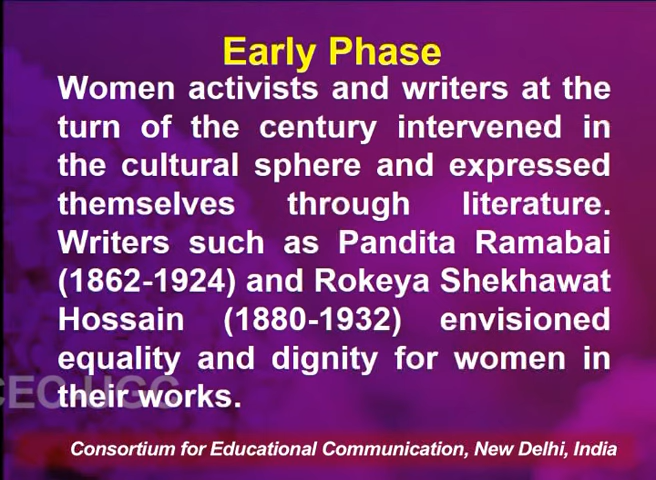 Early Phase
Women activists and writers at the
turn of the century intervened in
the cultural sphere and expressed
themselves through literature.
Writers such as Pandita Ramabai
(1862-1924) and Rokeya Shekhawat
Hossain (1880-1932) envisioned
equality and dignity for women in
their works.
CEC-UGC
Consortium for Educational Communication, New Delhi, India